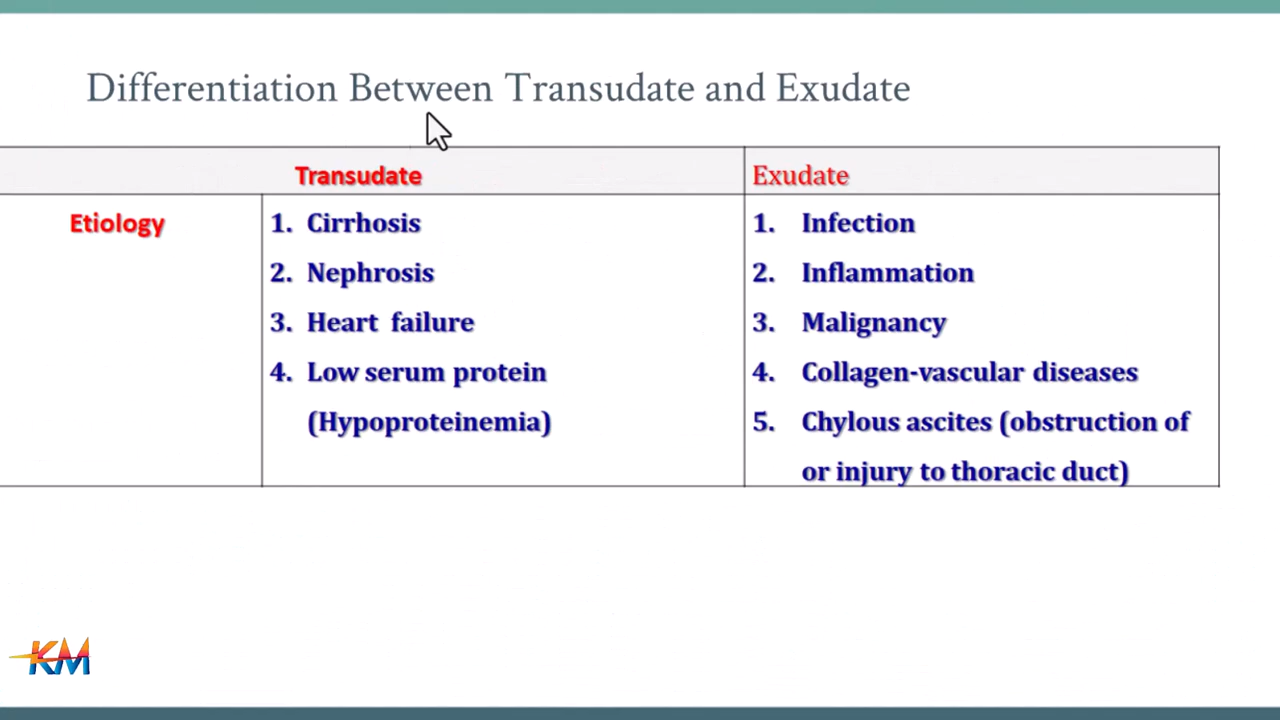 Differentiation Between Transudate and Exudate
Transudate Exudate
Etiology
1. Cirrhosis
2. Nephrosis
3. Heart failure
4. Low serum protein
(Hypoproteinemia)
1. Infection
2. Inflammation
3. Malignancy
4. Collagen-vascular diseases
5. Chylous ascites (obstruction of
or injury to thoracic duct)
KM